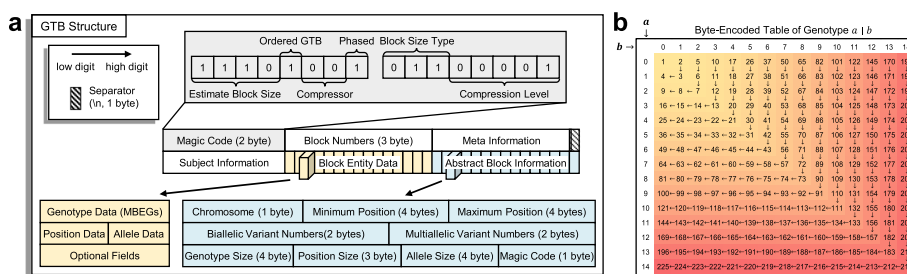 a
GTB Structure
low digit high digit
Separator
(\n, 1 byte)
Ordered GTB Phased Block Size Type
1 1 1 0 1 0 0 1 0 1 1 0 0 0 0 1
Estimate Block Size Compressor Compression Level
Magic Code (2 byte) Block Numbers (3 byte) Meta Information
Subject Information Block Entity Data Abstract Block Information
Genotype Data (MBEGs)
Position Data Allele Data
Optional Fields
Chromosome (1 byte) Minimum Position (4 bytes) Maximum Position (4 bytes)
Biallelic Variant Numbers(2 bytes) Multiallelic Variant Numbers (2 bytes)
Genotype Size (4 byte) Position Size (3 byte) Allele Size (4 byte) Magic Code (1 byte)
b
a Byte-Encoded Table of Genotype a | b
↓
b → 0 1 2 3 4 5 6 7 8 9 10 11 12 13 1
0 1 2 5 10 17 26 37 50 65 82 101 122 145 170 19
1 4←3 6 11 18 27 38 51 66 83 102 123 146 171 19
2 9←8←7 12 19 28 39 52 67 84 103 124 147 172 19
3 16←15←14←13 20 29 40 53 68 85 104 125 148 173 20
4 25←24←23←22←21 30 41 54 69 86 105 126 149 174 20
5 36←35←34←33←32←31 42 55 70 87 106 127 150 175 20
6 49←48←47←46←45←44←43 56 71 88 107 128 151 176 20
7 64←63←62←61←60←59←58←57 72 89 108 129 152 177 20
8 81←80←79←78←77←76←75←74←73 90 109 130 153 178 20
9 100←99←98←97←96←95←94←93←92←91 110 131 154 179 20
10 121←120←119←118←117←116←115←114←113←112←111 132 155 180 20
11 144←143←142←141←140←139←138←137←136←135←134←133 156 181 20
12 169←168←167←166←165←164←163←162←161←160←159←158←157 182 20
13 196←195←194←193←192←191←190←189←188←187←186←185←184←183 21
14 225←224←223←222←221←220←219←218←217←216←215←214←213←212←21